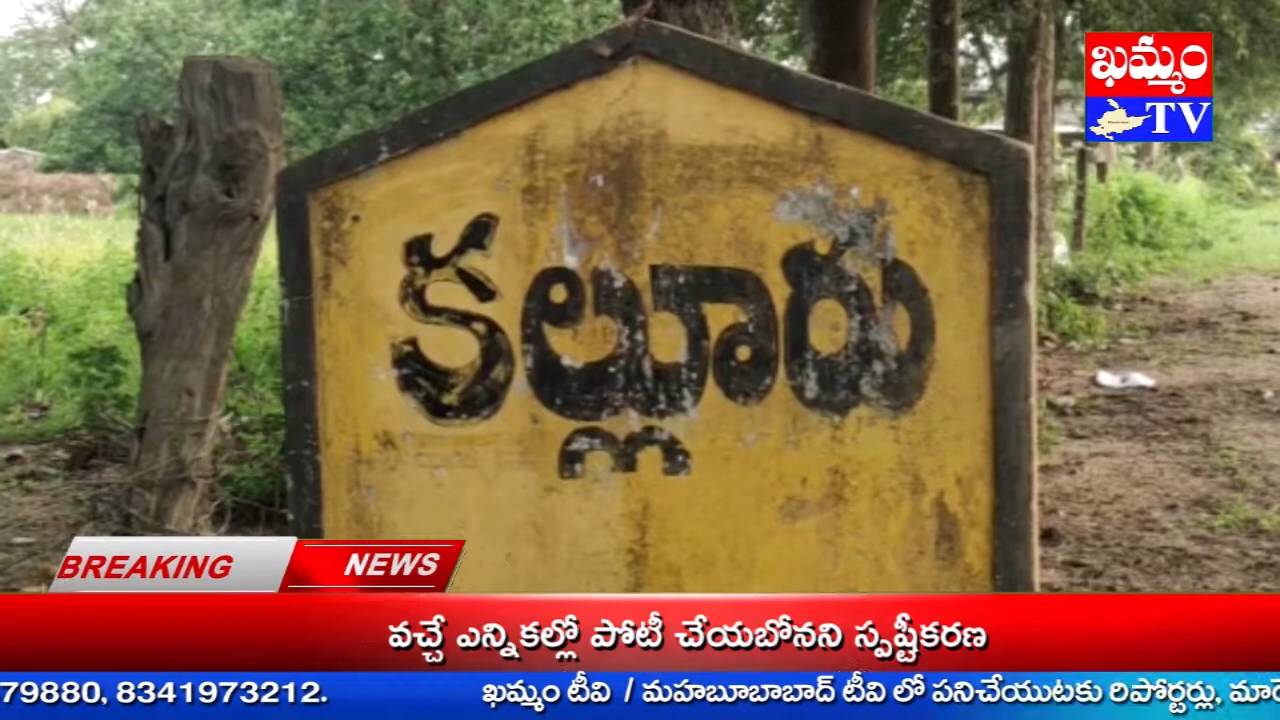 ఖమ్మం
TV
కల్లూరు
BREAKING NEWS
వచ్చే ఎన్నికల్లో పోటీ చేయబోనని స్పష్టీకరణ
79880, 8341973212. ఖమ్మం టీవి / మహబూబాబాద్ టీవి లో పనిచేయుటకు రిపోర్టర్లు,